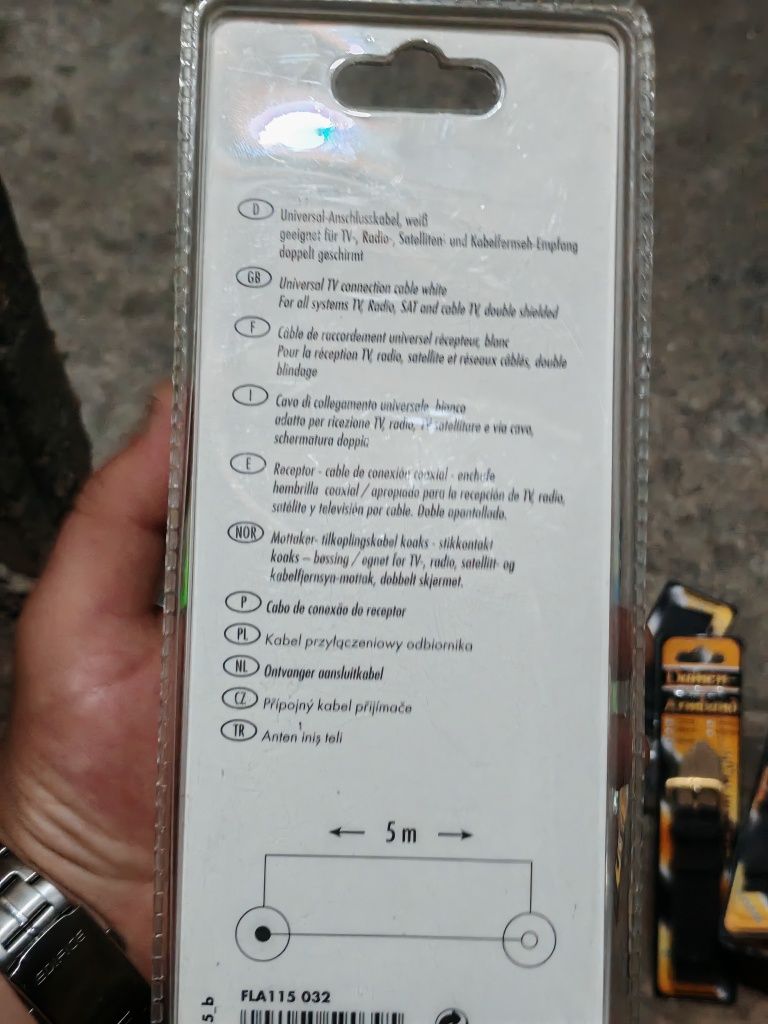 D Universal-Anschlusskabel, weiß
geeignet für TV-, Radio-, Satelliten- und Kabelfernseh-Empfang
doppelt geschirmt
GB Universal TV connection cable white
For all systems TV, Radio, SAT and cable TV, double shielded
F Câble de raccordement universel récepteur, blanc
Pour la réception TV, radio, satellite et réseaux câblés, double
blindage
I Cavo di collegamento universale, bianco
adatto per ricezione TV, radio, TV satellitare e via cavo,
schermatura doppia
E Receptor - cable de conexión coaxial - enchufe
hembrilla coaxial / apropiado para la recepción de TV, radio,
satélite y televisión por cable. Doble apantallado.
NOR Mottaker- tilkoplingskabel koaks - stikkontakt
koaks – bøssing / egnet for TV-, radio, satellitt- og
kabelfjernsyn-mottak, dobbelt skjermet.
P Cabo de conexão do receptor
PL Kabel przyłączeniowy odbiornika
NL Ontvanger aansluitkabel
CZ Přípojný kabel přijímače
TR Anten iniş teli
5 m
FLA115 032
5_b
EDIFICE